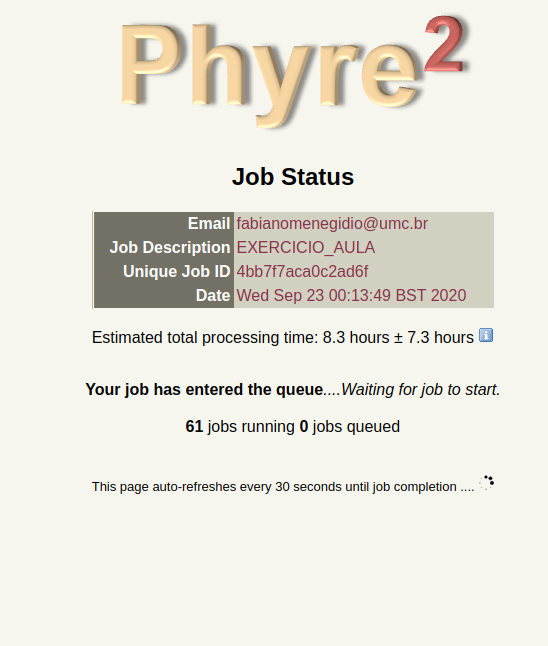 Phyre²
Job Status
Email fabianomenegidio@umc.br
Job Description EXERCICIO_AULA
Unique Job ID 4bb7f7aca0c2ad6f
Date Wed Sep 23 00:13:49 BST 2020
Estimated total processing time: 8.3 hours ± 7.3 hours i
Your job has entered the queue....Waiting for job to start.
61 jobs running 0 jobs queued
This page auto-refreshes every 30 seconds until job completion ....